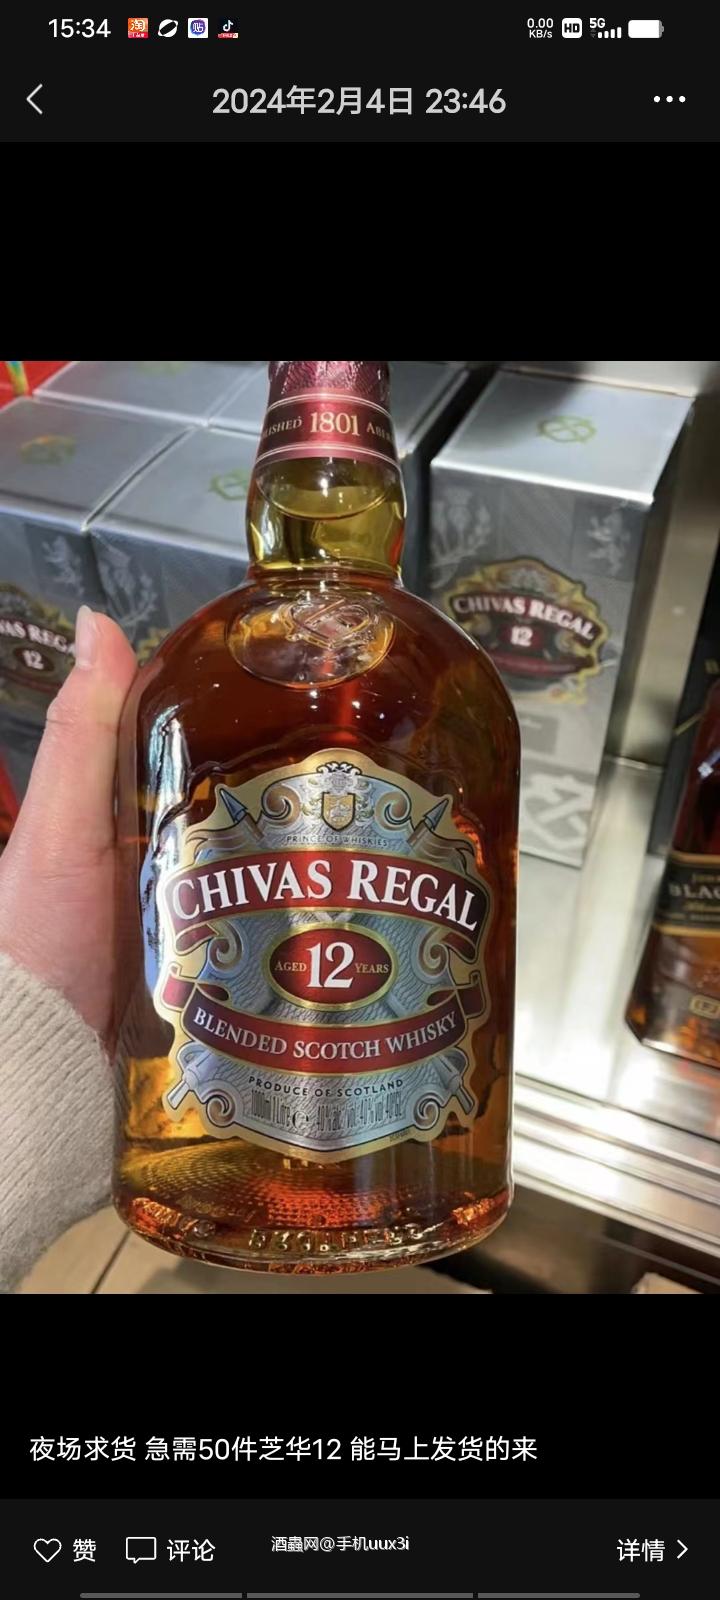 15:34
0.00 KB/s HD 5G
2024年2月4日 23:46
1801
CHIVAS REGAL
12
VAS REGA
12
PRINCE OF WHISKIES
CHIVAS REGAL
AGED 12 YEARS
BLENDED SCOTCH WHISKY
PRODUCE OF SCOTLAND
夜场求货 急需50件芝华12 能马上发货的来
赞 评论 酒蟲网@手机uux3i 详情